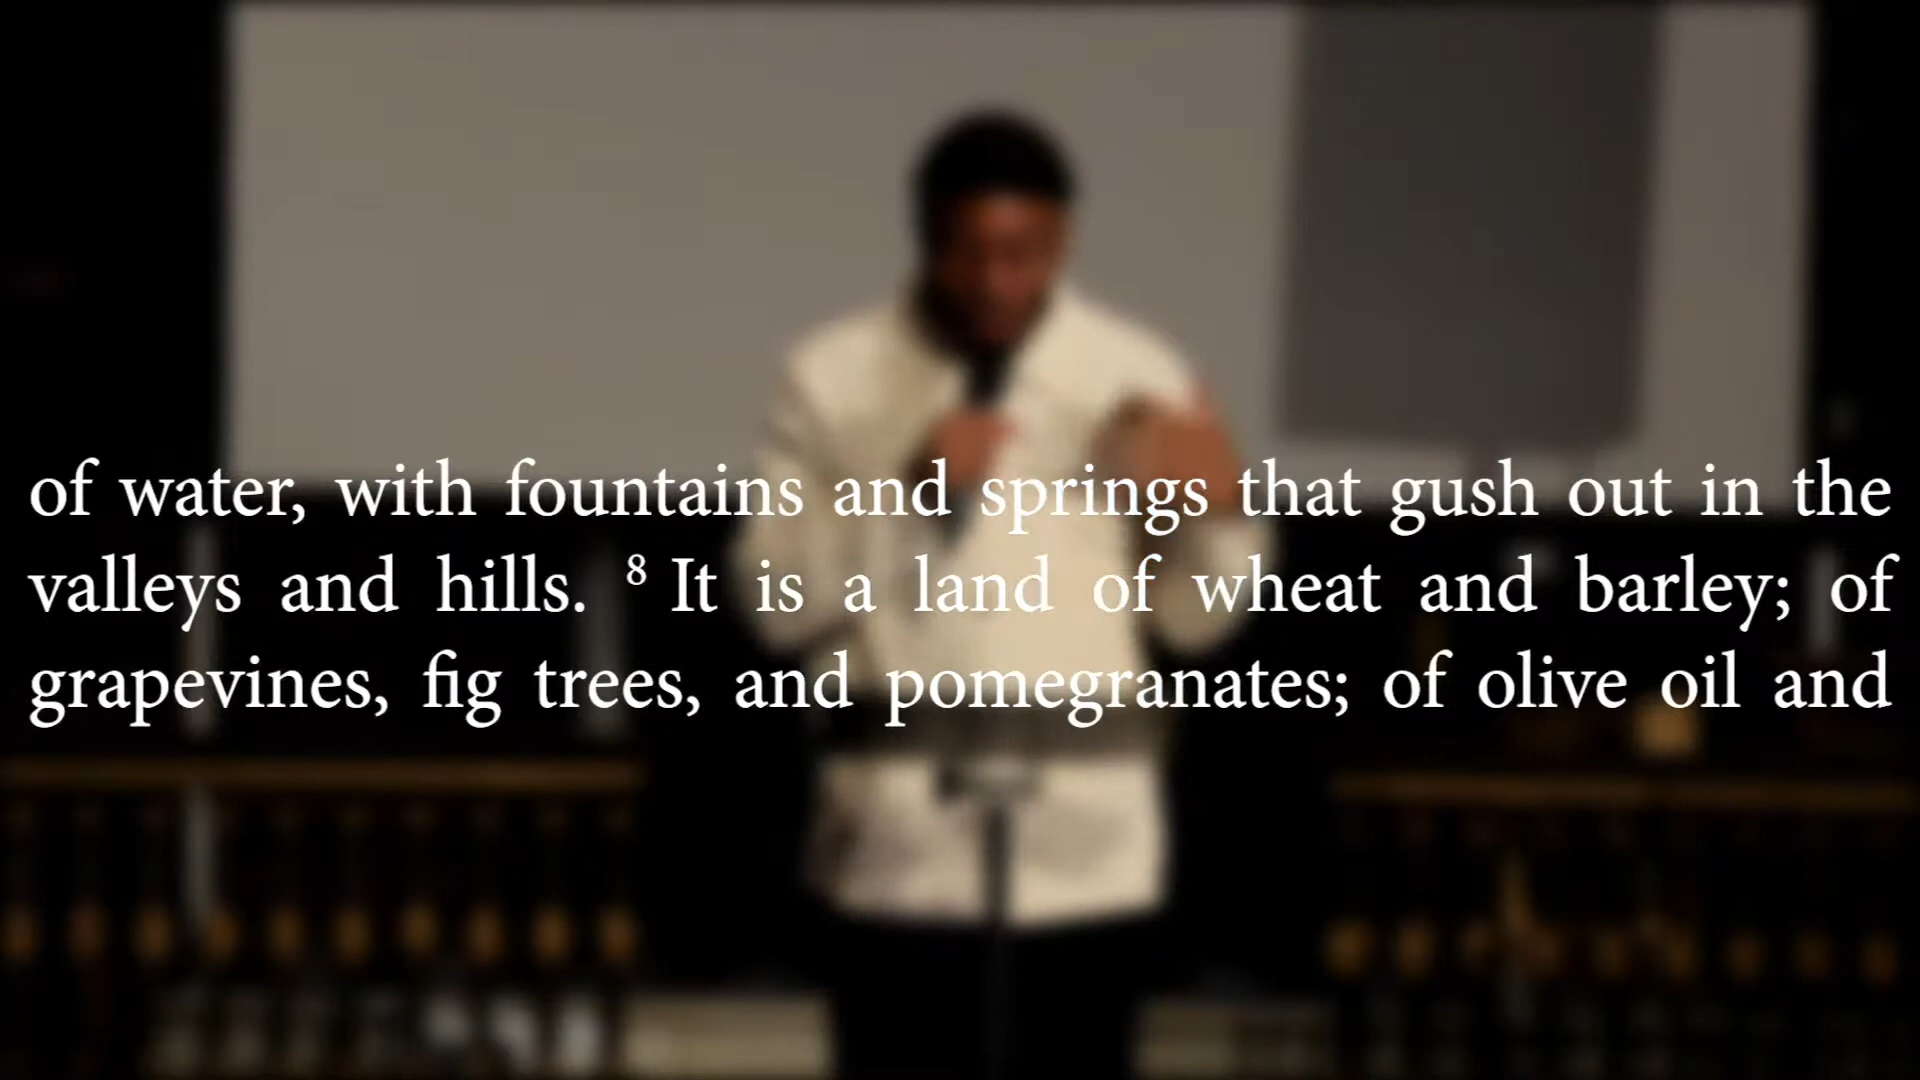 of water, with fountains and springs that gush out in the
valleys and hills. ⁸ It is a land of wheat and barley; of
grapevines, fig trees, and pomegranates; of olive oil and